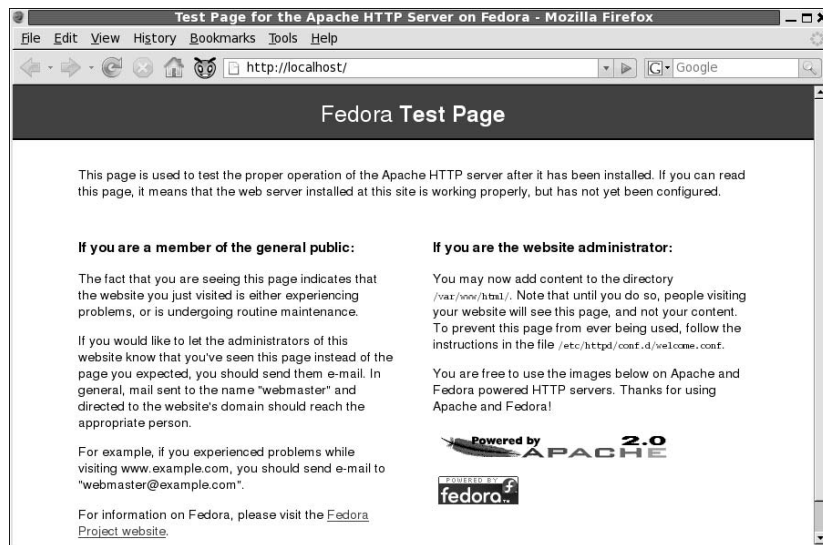 Test Page for the Apache HTTP Server on Fedora - Mozilla Firefox
File Edit View History Bookmarks Tools Help
http://localhost/
G Google
Fedora Test Page
This page is used to test the proper operation of the Apache HTTP server after it has been installed. If you can read
this page, it means that the web server installed at this site is working properly, but has not yet been configured.
If you are a member of the general public:
The fact that you are seeing this page indicates that
the website you just visited is either experiencing
problems, or is undergoing routine maintenance.
If you would like to let the administrators of this
website know that you've seen this page instead of the
page you expected, you should send them e-mail. In
general, mail sent to the name "webmaster" and
directed to the website's domain should reach the
appropriate person.
For example, if you experienced problems while
visiting www.example.com, you should send e-mail to
"webmaster@example.com".
For information on Fedora, please visit the Fedora
Project website.
If you are the website administrator:
You may now add content to the directory
/var/www/html/. Note that until you do so, people visiting
your website will see this page, and not your content.
To prevent this page from ever being used, follow the
instructions in the file /etc/httpd/conf.d/welcome.conf.
You are free to use the images below on Apache and
Fedora powered HTTP servers. Thanks for using
Apache and Fedora!
Powered by 2.0
APACHE
POWERED BY
fedora™